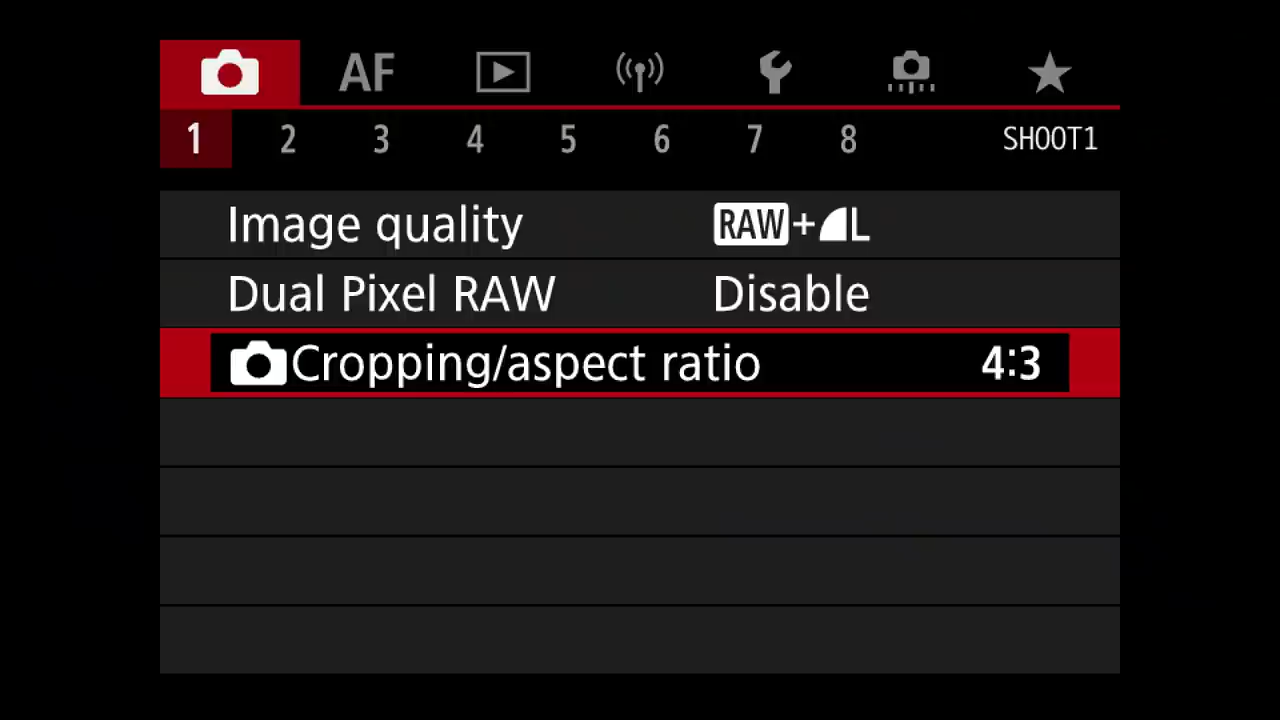 AF
1 2 3 4 5 6 7 8 SHOOT1
Image quality RAW+L
Dual Pixel RAW Disable
Cropping/aspect ratio 4:3